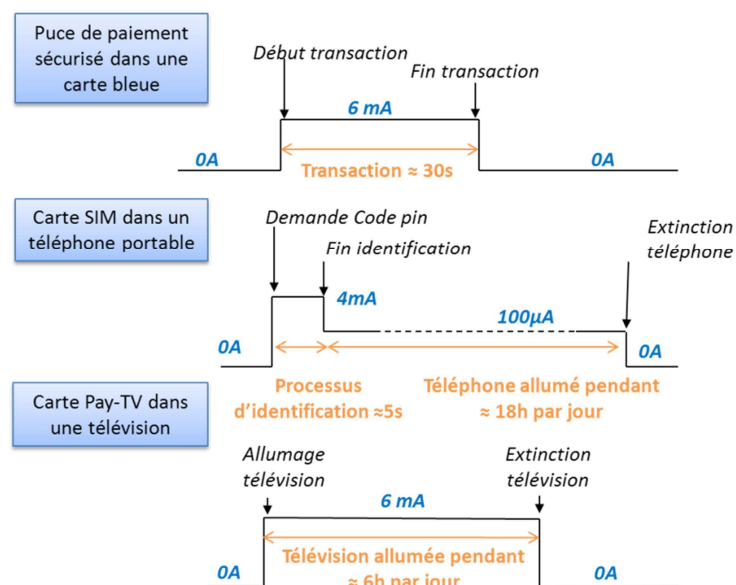 Puce de paiement
sécurisé dans une
carte bleue
Début transaction
Fin transaction
6 mA
0A
0A
Transaction ≈ 30s
Carte SIM dans un
téléphone portable
Demande Code pin
Fin identification
Extinction
téléphone
4mA
100µA
0A
0A
Processus
d'identification ≈5s
Téléphone allumé pendant
≈ 18h par jour
Carte Pay-TV dans
une télévision
Allumage
télévision
Extinction
télévision
6 mA
Télévision allumée pendant
≈ 6h par jour
0A
0A